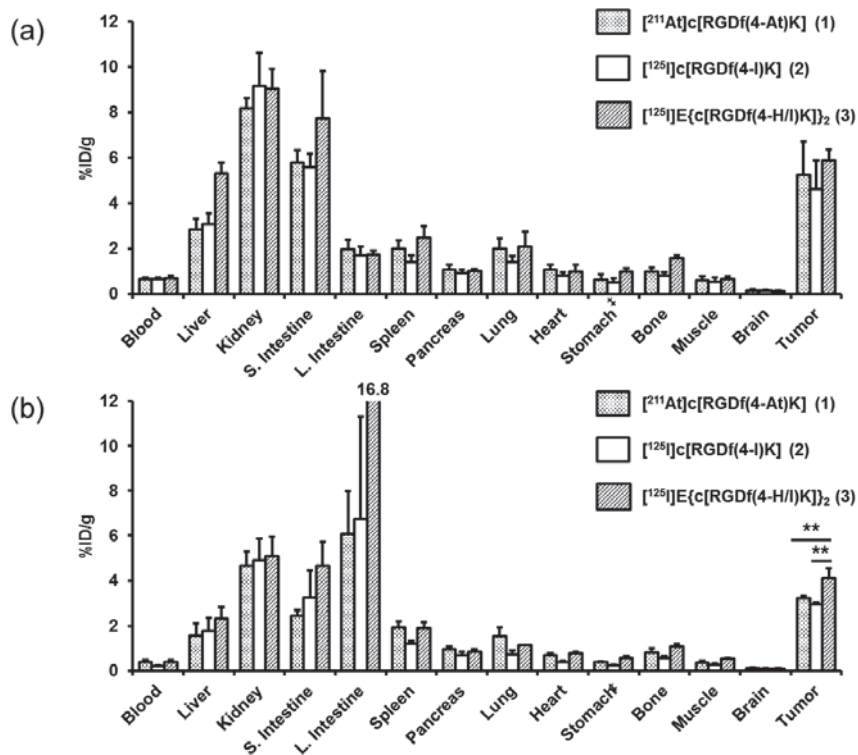 (a)
12
10
8
6
4
2
0
%ID/g
[²¹¹At]c[RGDf(4-At)K] (1)
[¹²⁵I]c[RGDf(4-I)K] (2)
[¹²⁵I]E{c[RGDf(4-H/I)K]}₂ (3)
Blood
Liver
Kidney
S. Intestine
L. Intestine
Spleen
Pancreas
Lung
Heart
Stomach
Bone
Muscle
Brain
Tumor
(b)
16.8
12
10
8
6
4
2
0
%ID/g
[²¹¹At]c[RGDf(4-At)K] (1)
[¹²⁵I]c[RGDf(4-I)K] (2)
[¹²⁵I]E{c[RGDf(4-H/I)K]}₂ (3)
**
**
Blood
Liver
Kidney
S. Intestine
L. Intestine
Spleen
Pancreas
Lung
Heart
Stomach‡
Bone
Muscle
Brain
Tumor